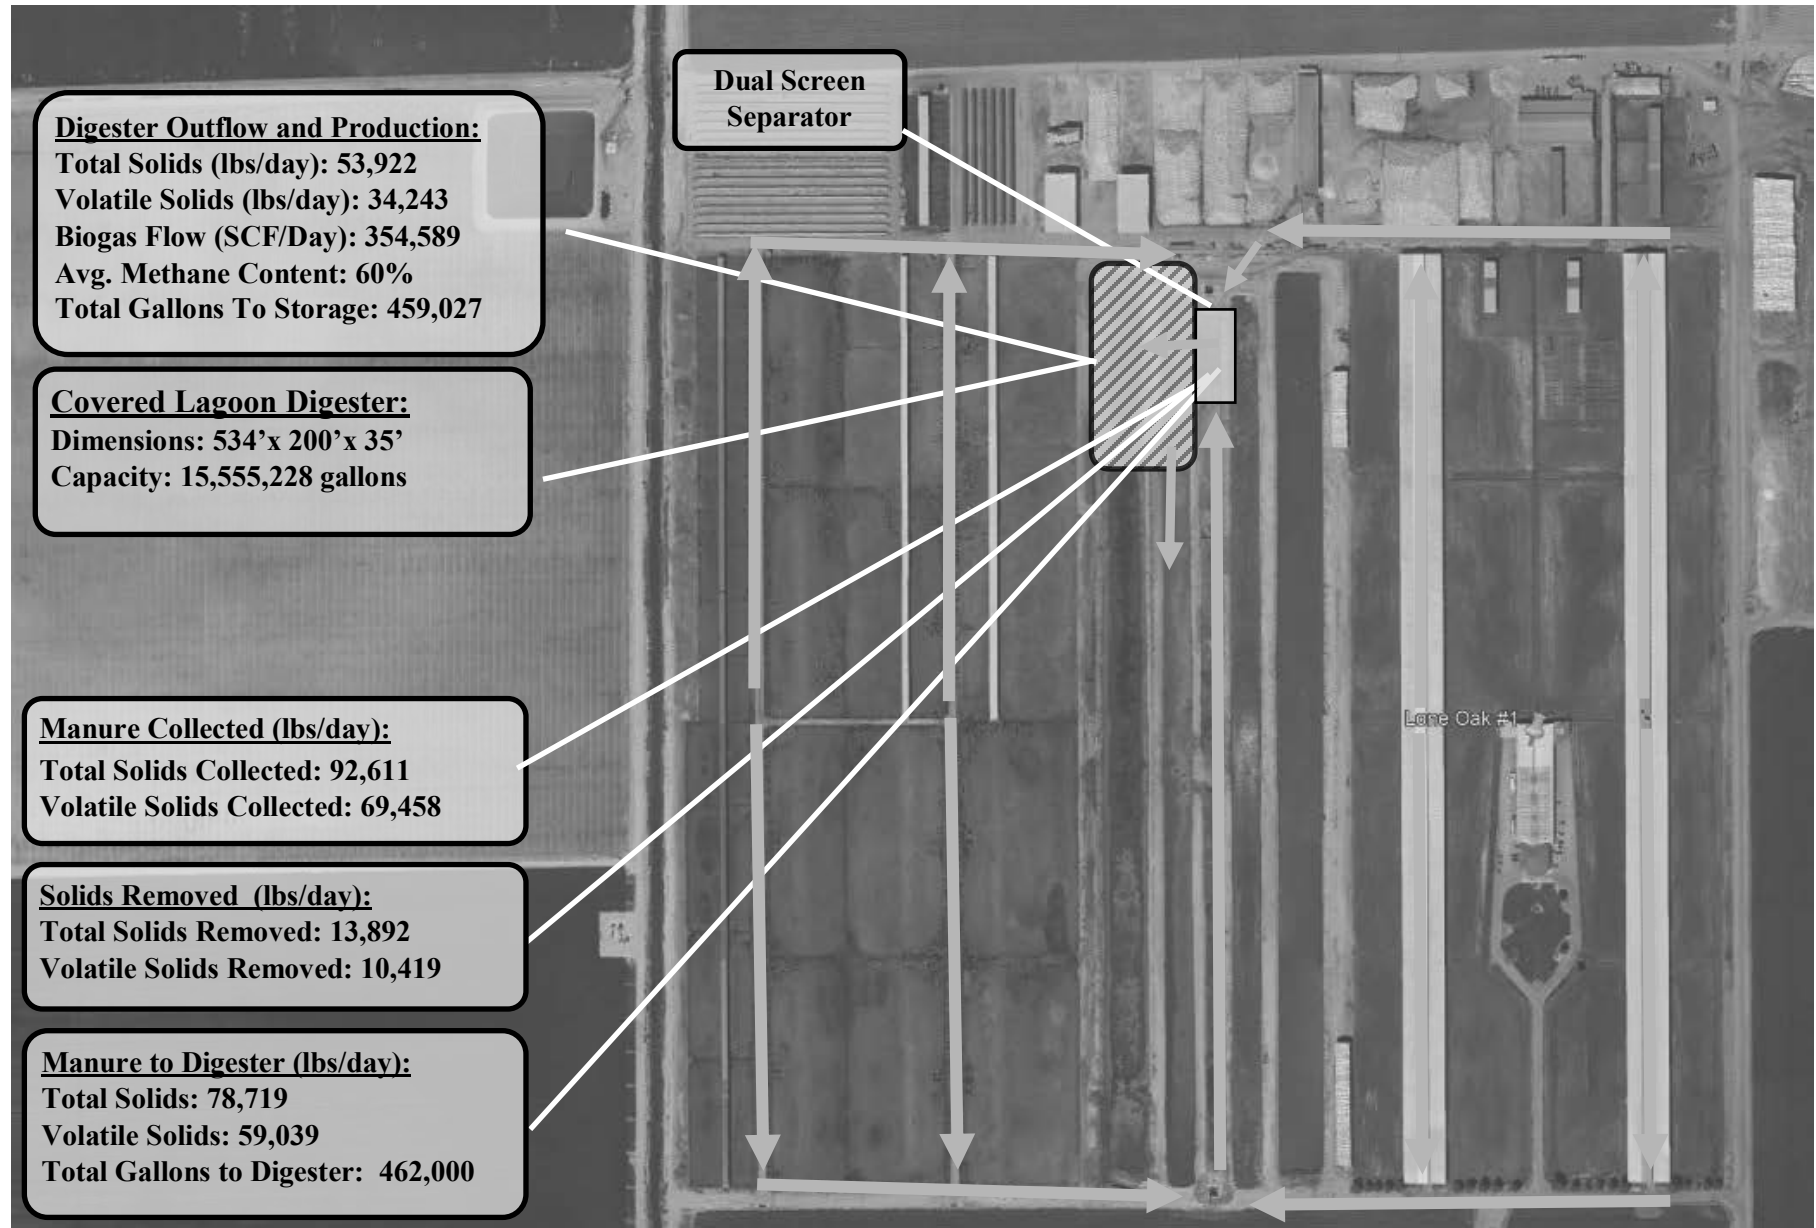 Dual Screen
Separator
Digester Outflow and Production:
Total Solids (lbs/day): 53,922
Volatile Solids (lbs/day): 34,243
Biogas Flow (SCF/Day): 354,589
Avg. Methane Content: 60%
Total Gallons To Storage: 459,027
Covered Lagoon Digester:
Dimensions: 534’x 200’x 35’
Capacity: 15,555,228 gallons
Manure Collected (lbs/day):
Total Solids Collected: 92,611
Volatile Solids Collected: 69,458
Lone Oak #1
Solids Removed (lbs/day):
Total Solids Removed: 13,892
Volatile Solids Removed: 10,419
Manure to Digester (lbs/day):
Total Solids: 78,719
Volatile Solids: 59,039
Total Gallons to Digester: 462,000